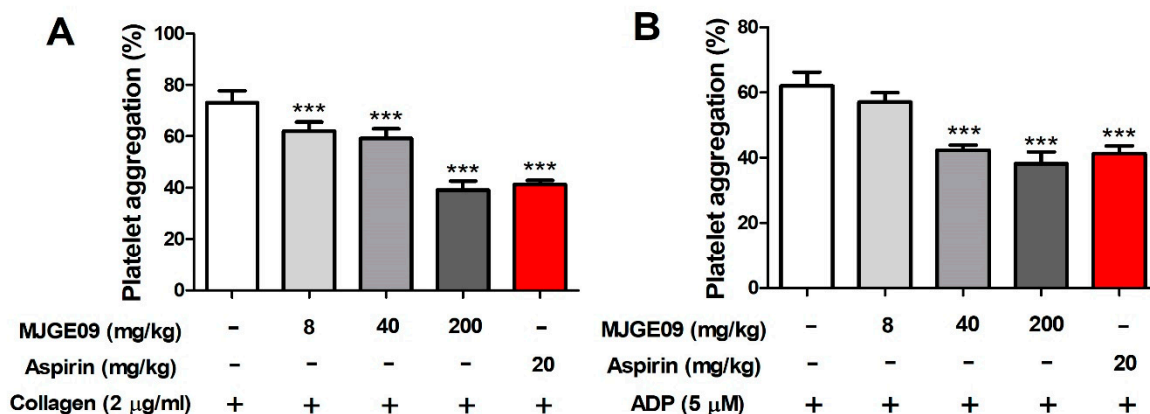 A
Platelet aggregation (%)
100
80
60
40
20
0
*** *** *** ***
MJGE09 (mg/kg) – 8 40 200 –
Aspirin (mg/kg) – – – – 20
Collagen (2 μg/ml) + + + + +
B
Platelet aggregation (%)
80
60
40
20
0
*** *** ***
MJGE09 (mg/kg) – 8 40 200 –
Aspirin (mg/kg) – – – – 20
ADP (5 μM) + + + + +